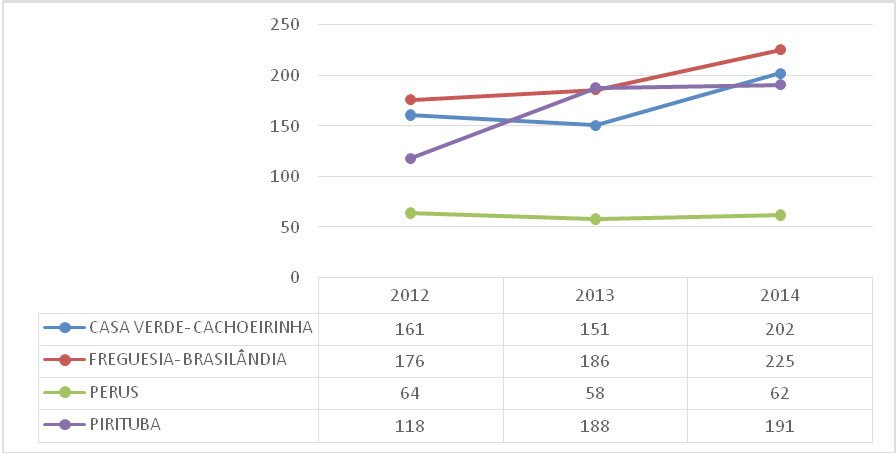 250
200
150
100
50
0
2012 2013 2014
CASA VERDE-CACHOEIRINHA 161 151 202
FREGUESIA-BRASILÂNDIA 176 186 225
PERUS 64 58 62
PIRITUBA 118 188 191